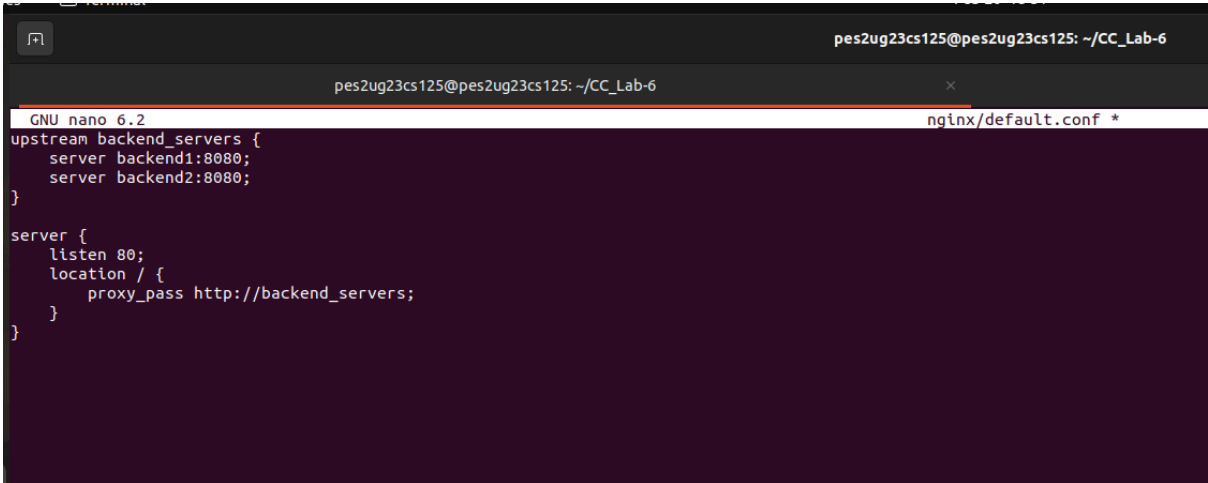 pes2ug23cs125@pes2ug23cs125: ~/CC_Lab-6
pes2ug23cs125@pes2ug23cs125: ~/CC_Lab-6 ×
GNU nano 6.2 nginx/default.conf *
upstream backend_servers {
    server backend1:8080;
    server backend2:8080;
}
server {
    listen 80;
    location / {
        proxy_pass http://backend_servers;
    }
}